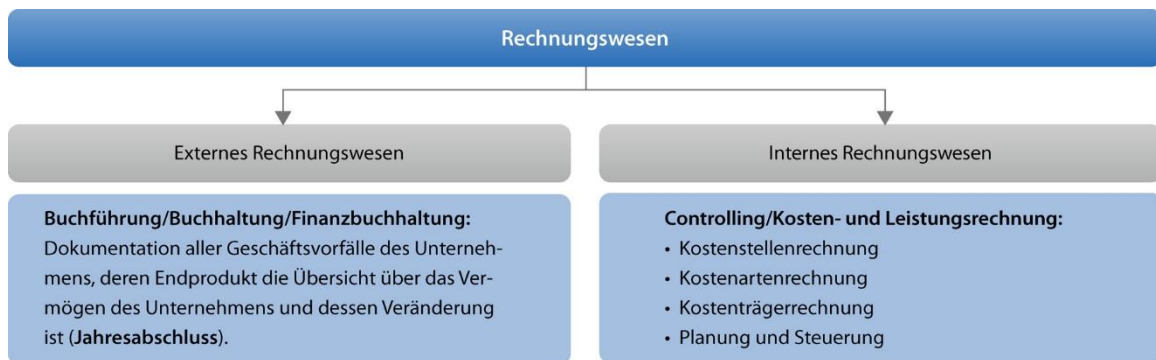 Rechnungswesen
Externes Rechnungswesen
Internes Rechnungswesen
Buchführung/Buchhaltung/Finanzbuchhaltung:
Dokumentation aller Geschäftsvorfälle des Unterneh-
mens, deren Endprodukt die Übersicht über das Ver-
mögen des Unternehmens und dessen Veränderung
ist (Jahresabschluss).
Controlling/Kosten- und Leistungsrechnung:
• Kostenstellenrechnung
• Kostenartenrechnung
• Kostenträgerrechnung
• Planung und Steuerung